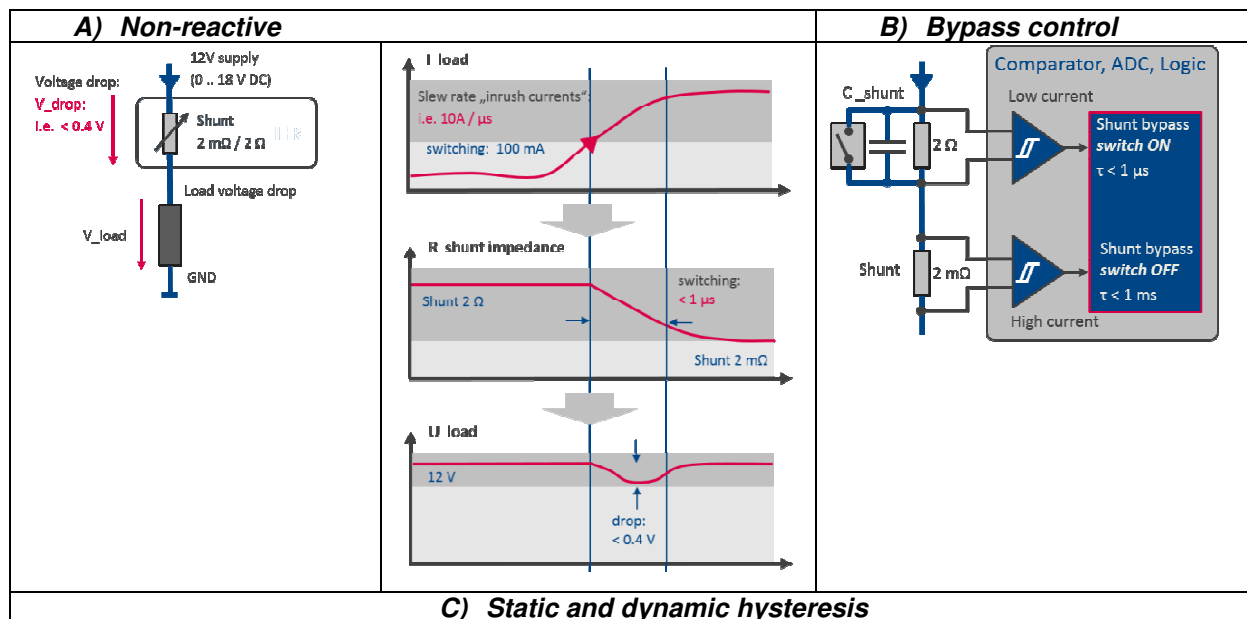 A) Non-reactive
B) Bypass control
12V supply
(0 .. 18 V DC)
Voltage drop:
V_drop:
i.e. < 0.4 V
Shunt
2 mΩ / 2 Ω
Load voltage drop
V_load
GND
I load
Slew rate „inrush currents“:
i.e. 10A / µs
switching: 100 mA
R shunt impedance
Shunt 2 Ω
switching:
< 1 µs
Shunt 2 mΩ
U load
12 V
drop:
< 0.4 V
Comparator, ADC, Logic
C_shunt
Low current
2 Ω
Shunt bypass
switch ON
τ < 1 µs
Shunt
2 mΩ
Shunt bypass
switch OFF
τ < 1 ms
High current
C) Static and dynamic hysteresis